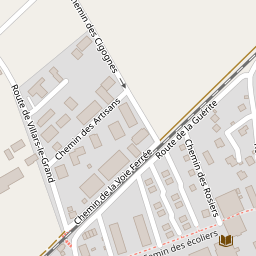 Chemin des Cigognes
Route de Villars-le-Grand
Chemin des Artisans
Route de la Guérite
Chemin de la Voie Ferrée
Chemin des Rosiers
Chemin des écoliers